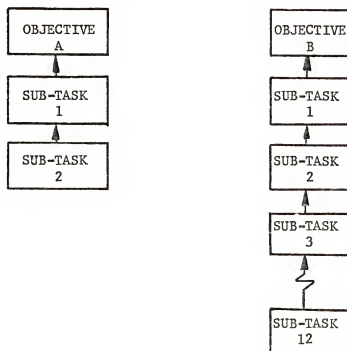 OBJECTIVE
A
SUB-TASK
1
SUB-TASK
2
OBJECTIVE
B
SUB-TASK
1
SUB-TASK
2
SUB-TASK
3
SUB-TASK
12